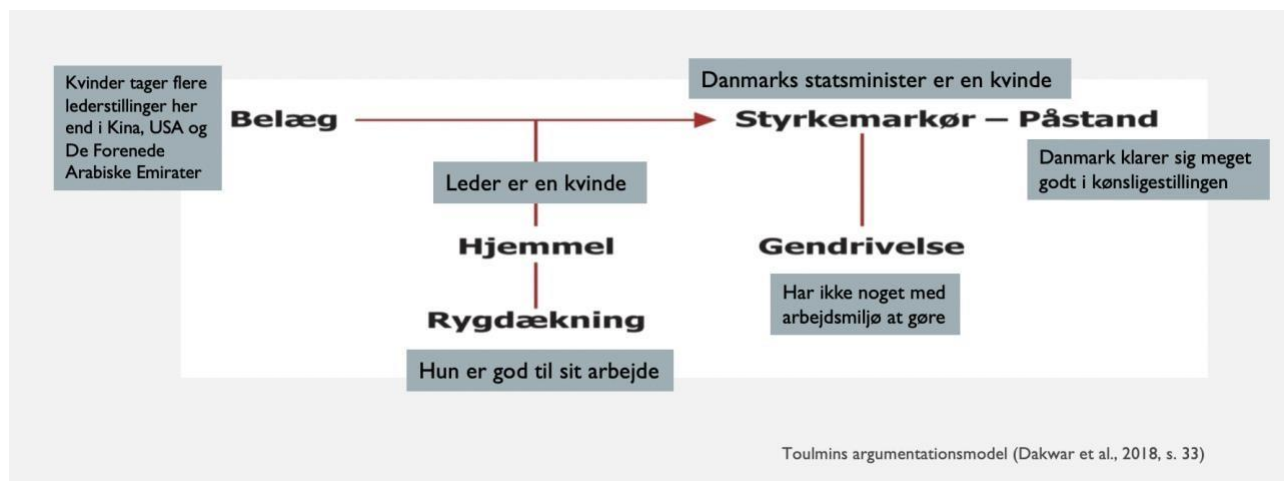 Kvinder tager flere
lederstillinger her
end i Kina, USA og
De Forenede
Arabiske Emirater
Belæg
Danmarks statsminister er en kvinde
Styrkemarkør – Påstand
Danmark klarer sig meget
godt i kønsligestillingen
Leder er en kvinde
Hjemmel
Gendrivelse
Har ikke noget med
arbejdsmiljø at gøre
Rygdækning
Hun er god til sit arbejde
Toulmins argumentationsmodel (Dakwar et al., 2018, s. 33)